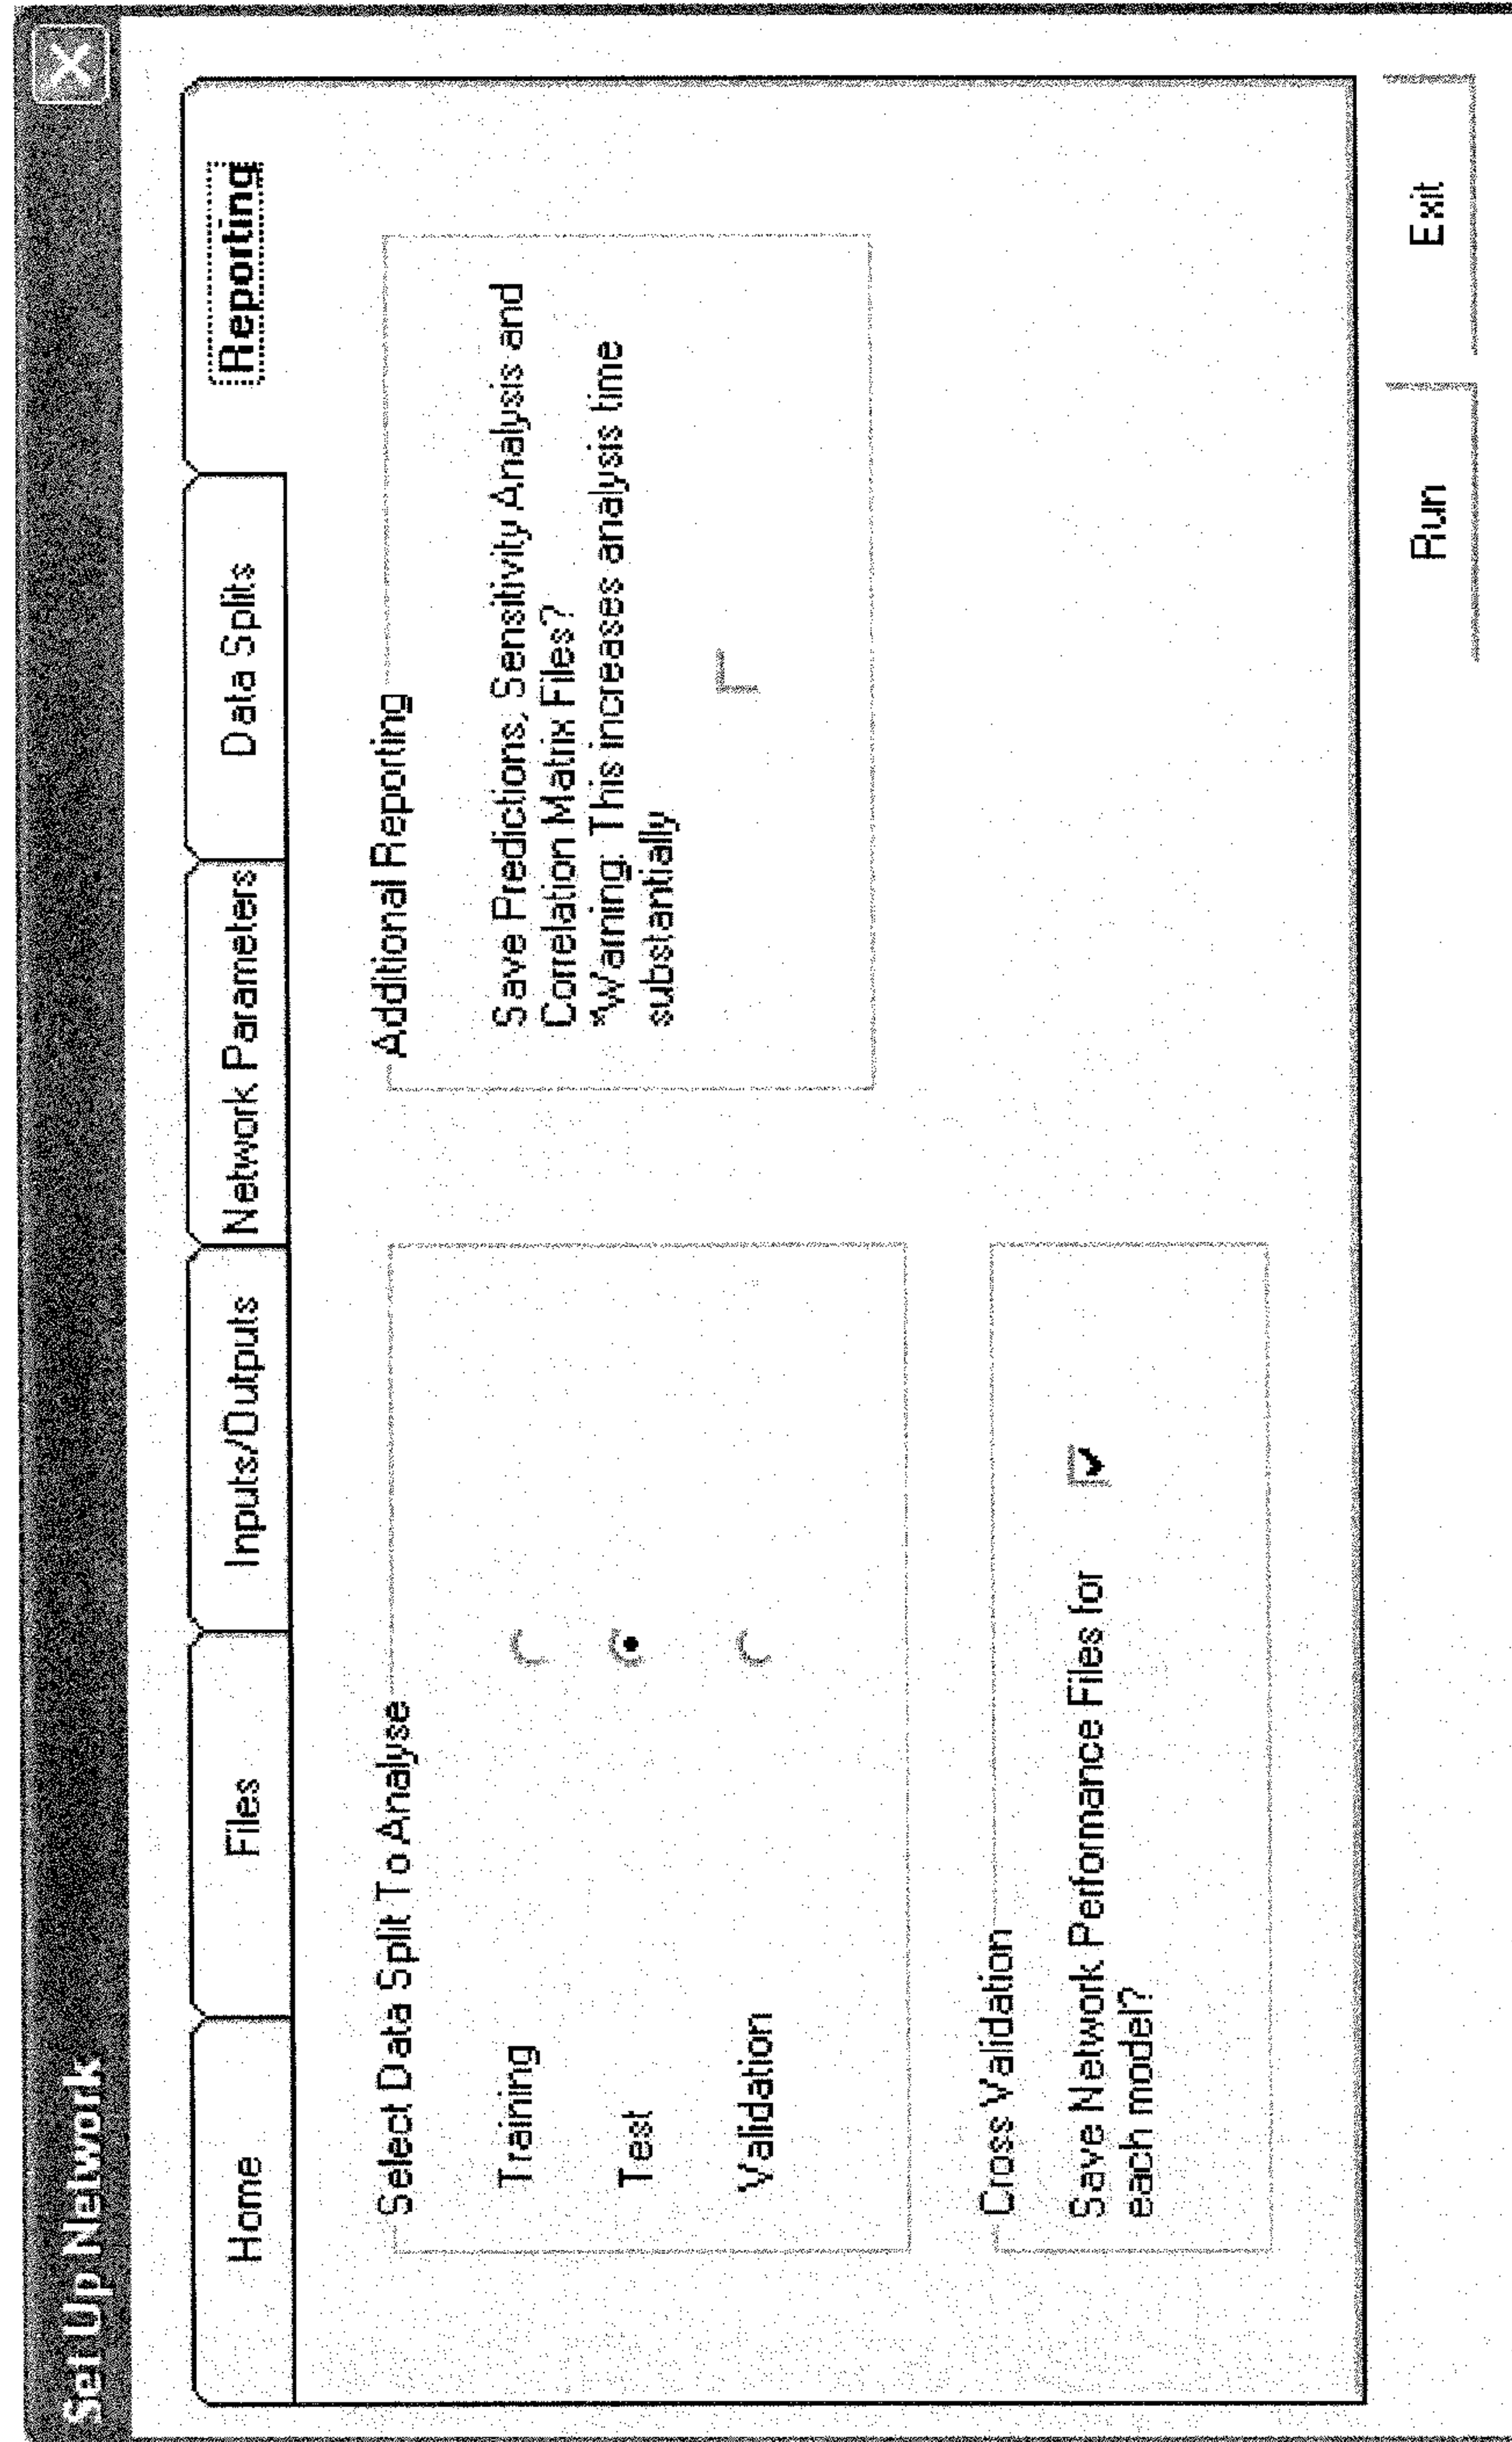 Set Up Network
Home
Files
Inputs/Outputs
Network Parameters
Data Splits
Reporting
Select Data Split To Analyse
Training
Test
Validation
Cross Validation
Save Network Performance Files for
each model?
Additional Reporting
Save Predictions, Sensitivity Analysis and
Correlation Matrix Files?
*Warning: This increases analysis time
substantially
Run
Exit